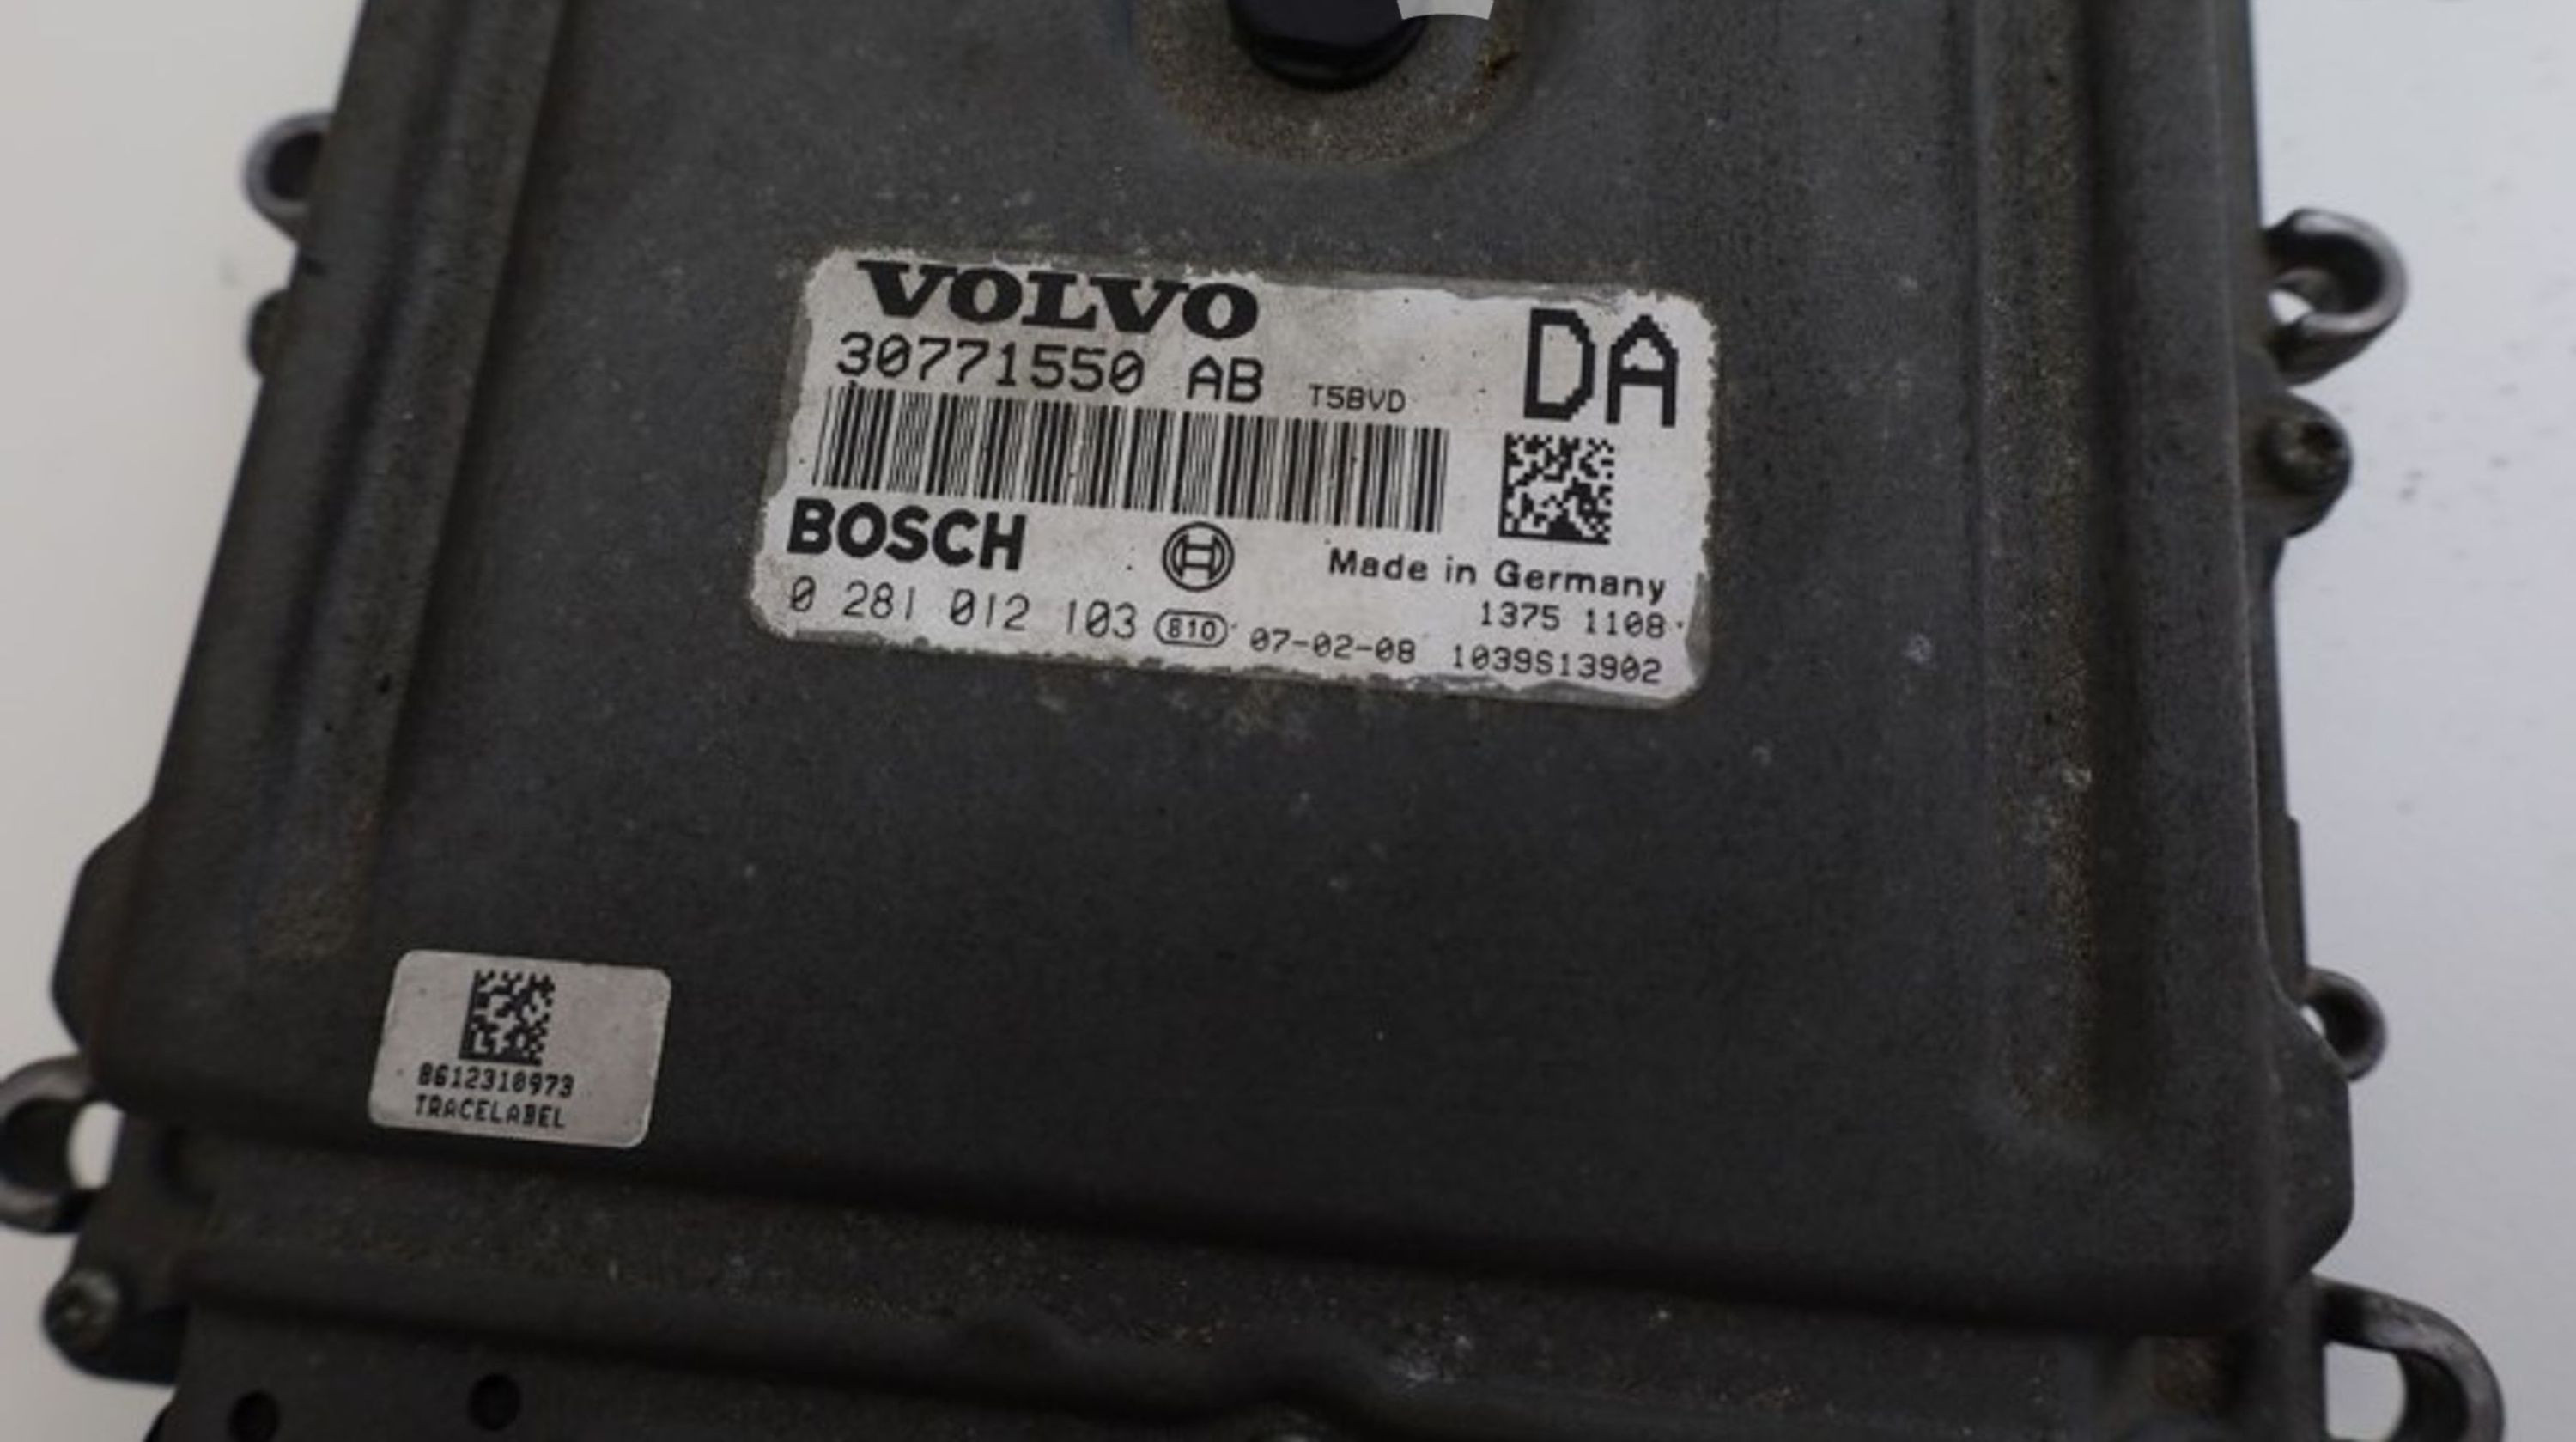 VOLVO
30771550 AB T5BVD DA
BOSCH Made in Germany
1375 1108
0 281 012 103 810 07-02-08 1039S13902
8612310973
TRACELABEL